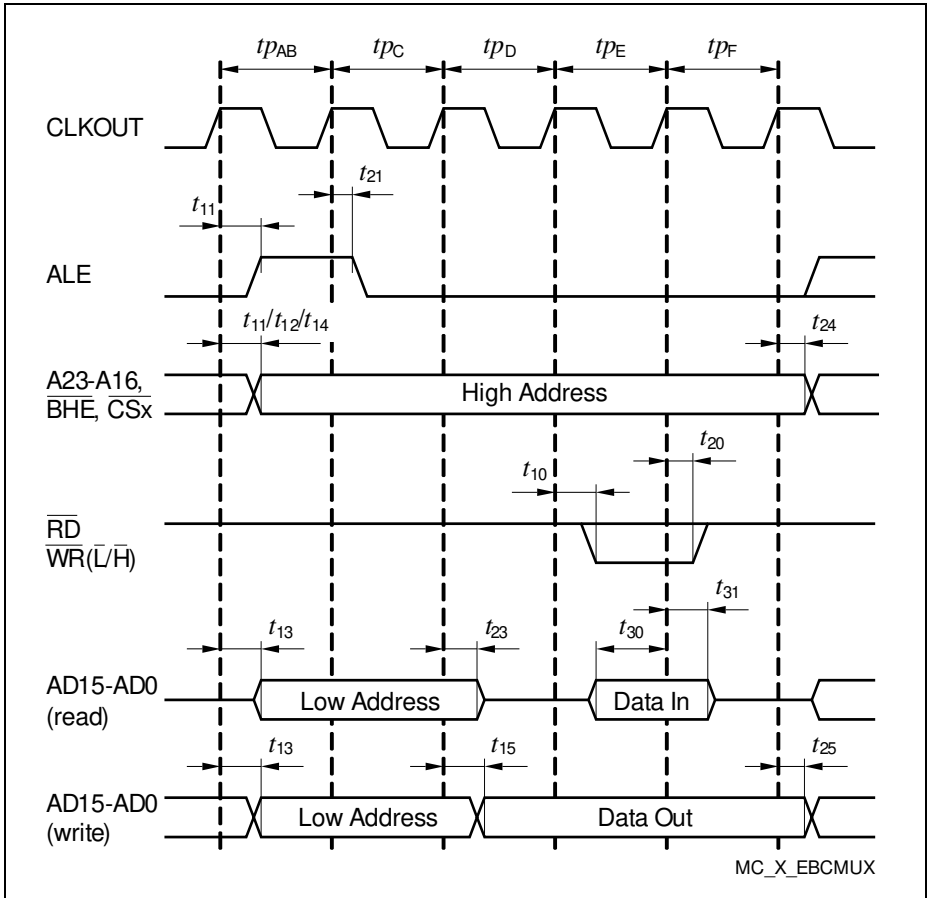 tpAB tpC tpD tpE tpF
CLKOUT
t21
t11
ALE
t11/t12/t14 t24
A23-A16,
BHE, CSx
High Address
t20
t10
RD
WR(L/H)
t31
t13 t23 t30
AD15-AD0
(read)
Low Address Data In
t13 t15 t25
AD15-AD0
(write)
Low Address Data Out
MC_X_EBCMUX